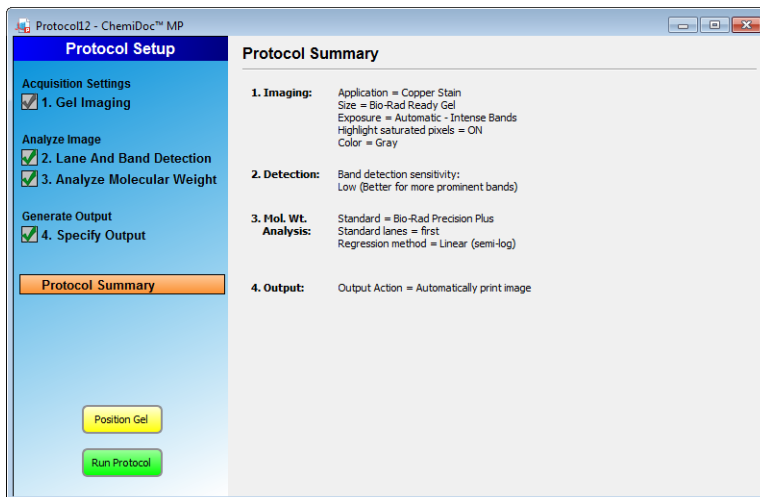 Protocol12 - ChemiDoc™ MP
Protocol Setup
Acquisition Settings
1. Gel Imaging
Analyze Image
2. Lane And Band Detection
3. Analyze Molecular Weight
Generate Output
4. Specify Output
Protocol Summary
Position Gel
Run Protocol
Protocol Summary
1. Imaging: Application = Copper Stain
Size = Bio-Rad Ready Gel
Exposure = Automatic - Intense Bands
Highlight saturated pixels = ON
Color = Gray
2. Detection: Band detection sensitivity:
Low (Better for more prominent bands)
3. Mol. Wt. Standard = Bio-Rad Precision Plus
Analysis: Standard lanes = first
Regression method = Linear (semi-log)
4. Output: Output Action = Automatically print image